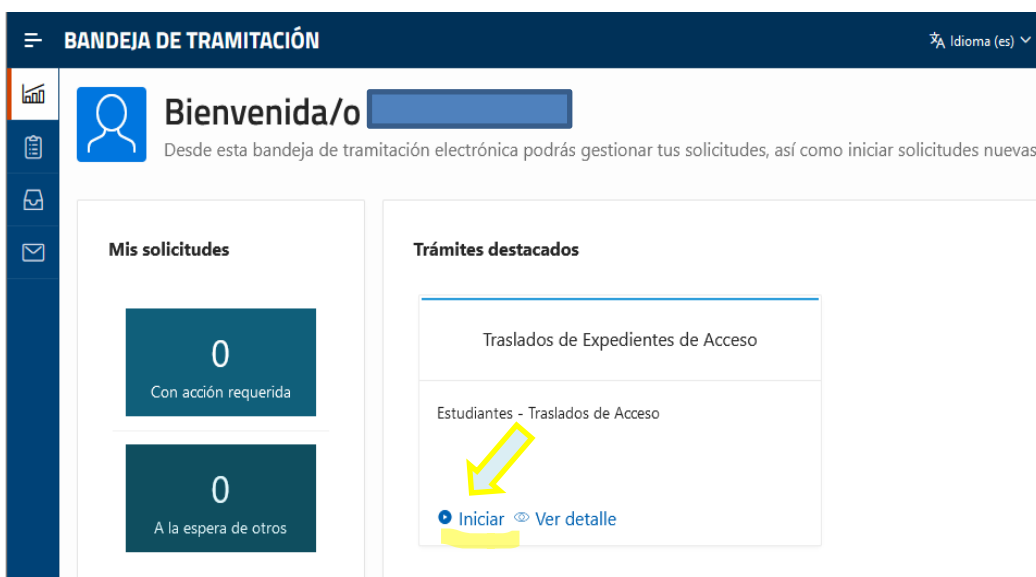 BANDEJA DE TRAMITACIÓN
Idioma (es)
Bienvenida/o
Desde esta bandeja de tramitación electrónica podrás gestionar tus solicitudes, así como iniciar solicitudes nuevas
Mis solicitudes
Trámites destacados
0
Con acción requerida
0
A la espera de otros
Traslados de Expedientes de Acceso
Estudiantes - Traslados de Acceso
Iniciar Ver detalle